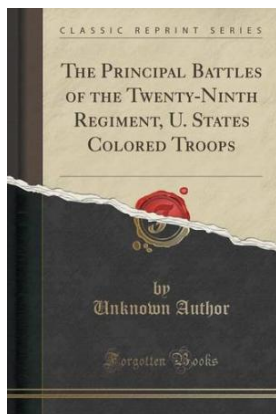 CLASSIC REPRINT SERIES
THE PRINCIPAL BATTLES
OF THE TWENTY-NINTH
REGIMENT, U. STATES
COLORED TROOPS
F
by
Unknown Author
Forgotten Books